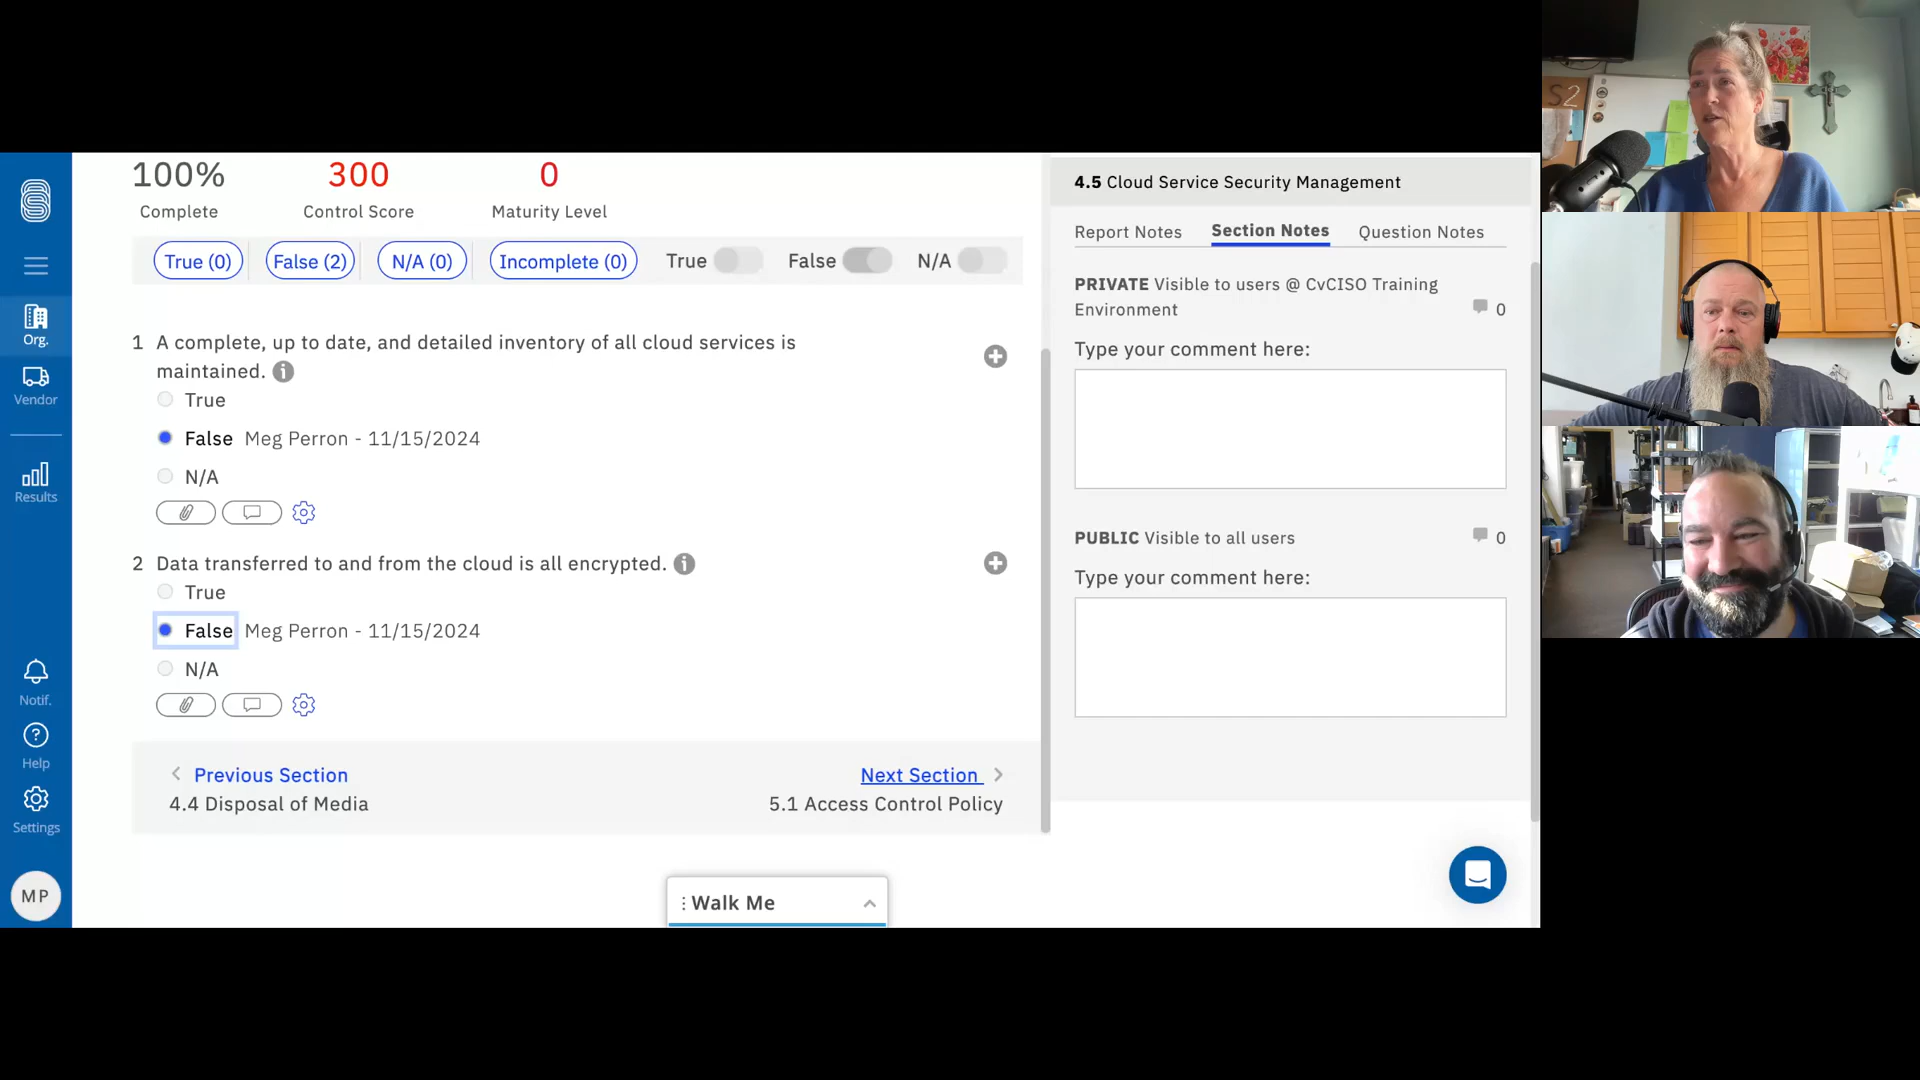 100%
300
0
Complete
Control Score
Maturity Level
True (0)
False (2)
N/A (0)
Incomplete (0)
True
False
N/A
1 A complete, up to date, and detailed inventory of all cloud services is
maintained.
True
False Meg Perron - 11/15/2024
N/A
2 Data transferred to and from the cloud is all encrypted.
True
False Meg Perron - 11/15/2024
N/A
Previous Section
4.4 Disposal of Media
Next Section
5.1 Access Control Policy
Walk Me
Org.
Vendor
Results
Notif.
Help
Settings
MP
4.5 Cloud Service Security Management
Report Notes
Section Notes
Question Notes
PRIVATE Visible to users @ CvCISO Training
Environment
0
Type your comment here:
PUBLIC Visible to all users
0
Type your comment here:
S2